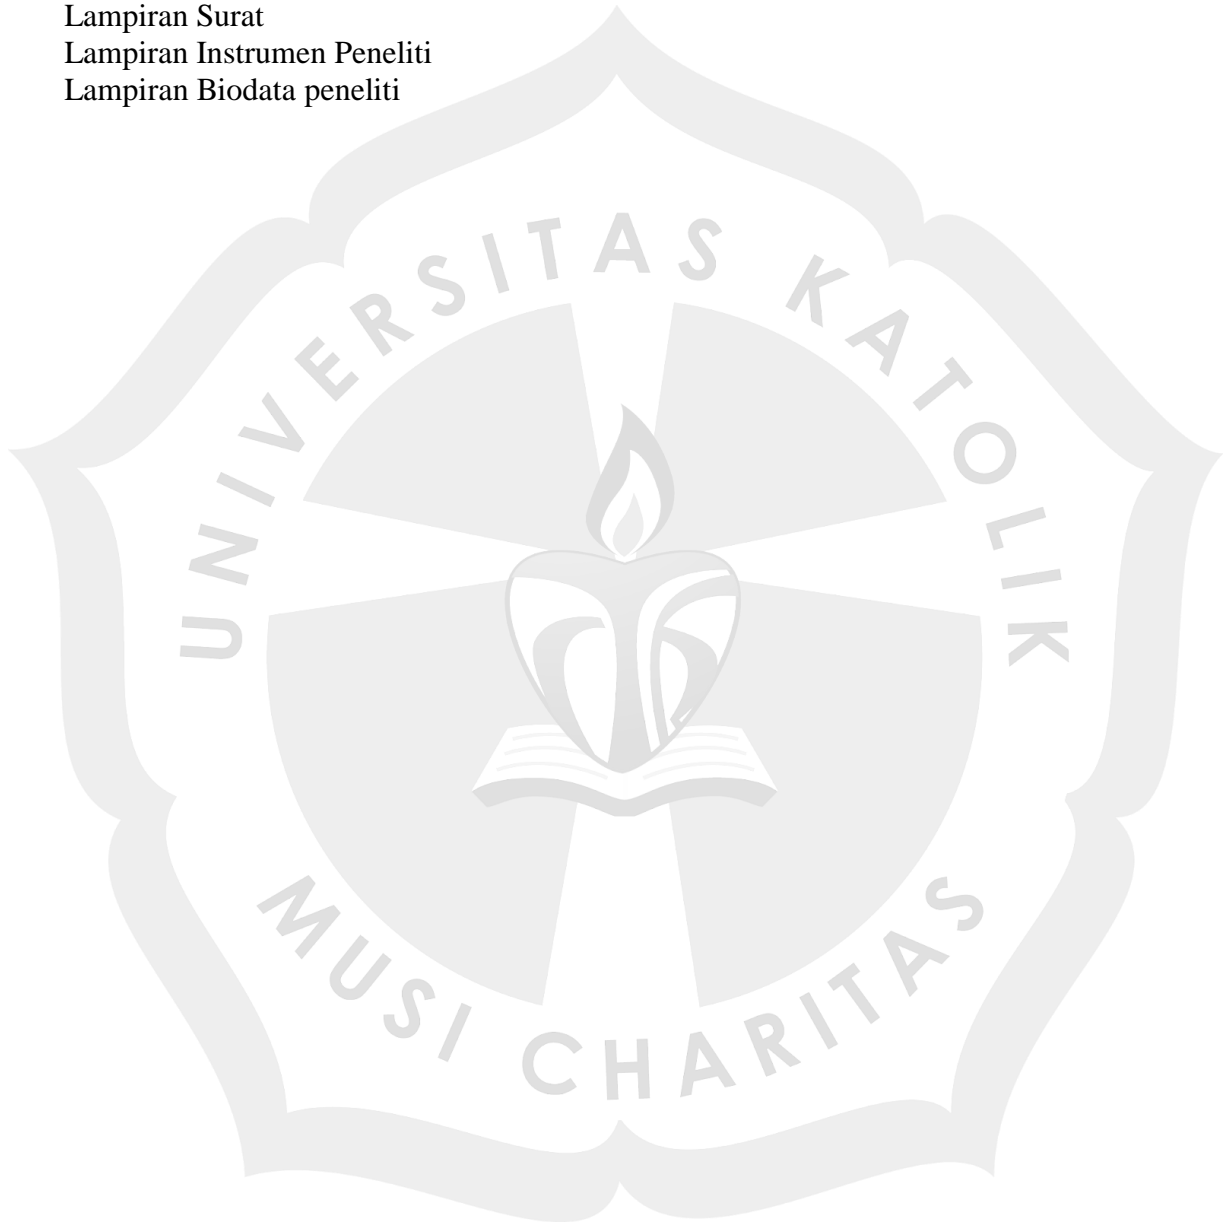 Lampiran Surat
Lampiran Instrumen Peneliti
Lampiran Biodata peneliti
UNIVERSITAS KATOLIK
MUSI CHARITAS